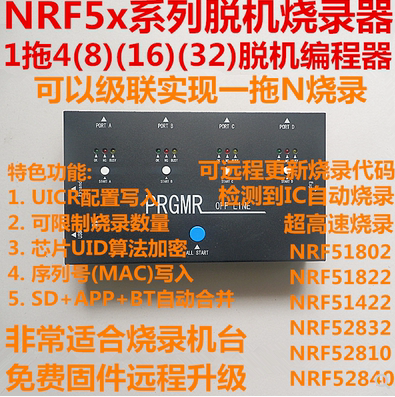 NRF5x系列脱机烧录器
1拖4(8)(16)(32)脱机编程器
可以级联实现一拖N烧录
PORT A
PORT D
PORT C
PORT B
OK NG BUSY
START A
特色功能:
可远程更新烧录代码
1. UICR配置写入
检测到IC自动烧录
PRGMR OFF LINE
2. 可限制烧录数量
超高速烧录
3. 芯片UID算法加密
NRF51802
ALL START
4. 序列号(MAC)写入
NRF51822
5. SD+APP+BT自动合并
NRF51422
非常适合烧录机台
NRF52832
NRF52810
免费固件远程升级
NRF52840